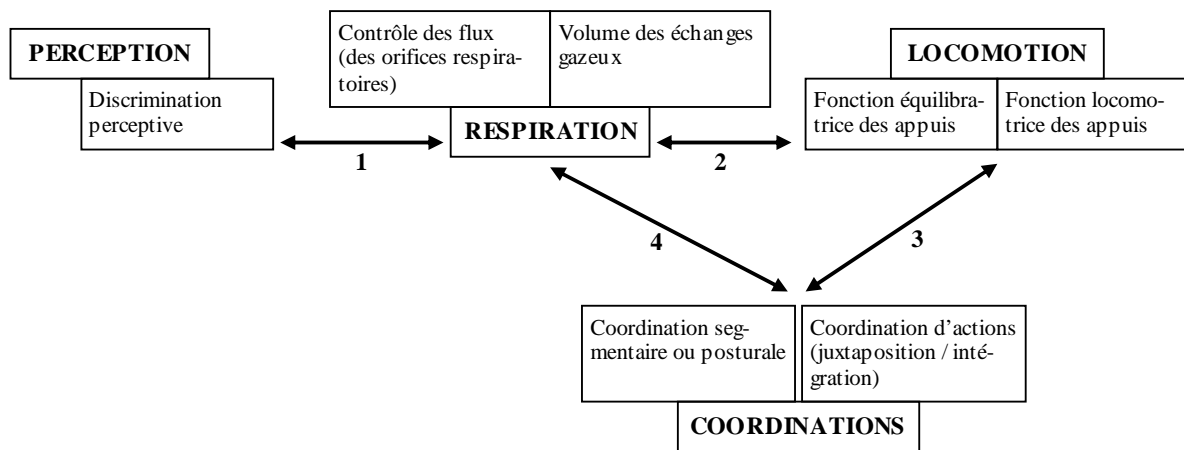 PERCEPTION
Discrimination
perceptive
Contrôle des flux
(des orifices respira-
toires)
Volume des échanges
gazeux
RESPIRATION
LOCOMOTION
Fonction équilibra-
trice des appuis
Fonction locomo-
trice des appuis
1
2
4
3
Coordination seg-
mentaire ou posturale
Coordination d'actions
(juxtaposition / inté-
gration)
COORDINATIONS